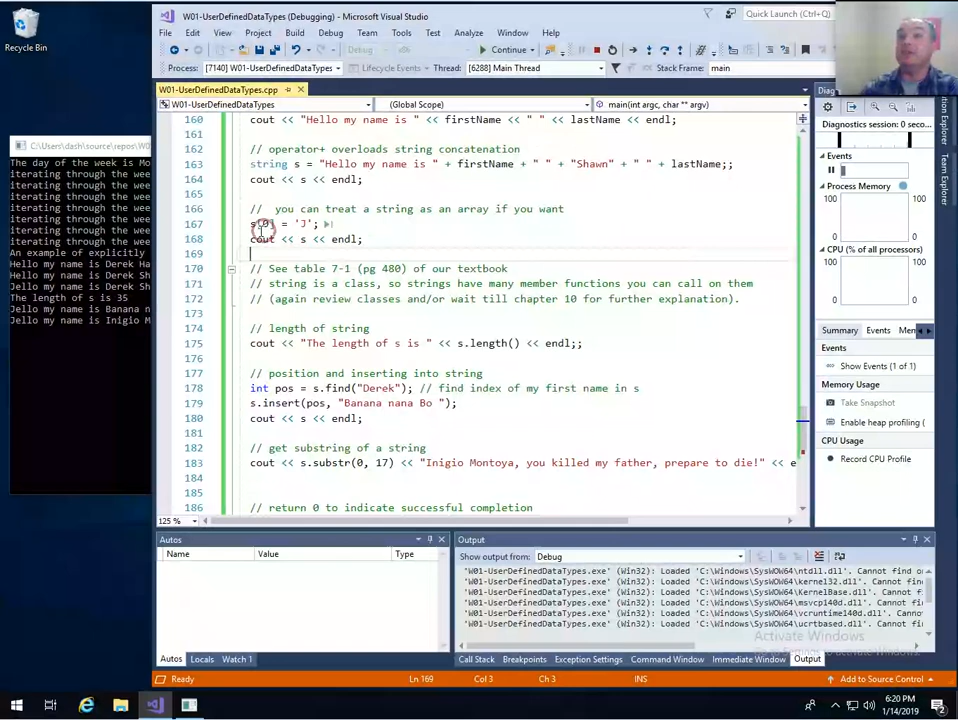 Recycle Bin
W01-UserDefinedDataTypes (Debugging) - Microsoft Visual Studio
Quick Launch (Ctrl+Q)
File Edit View Project Build Debug Team Tools Test Analyze Window Help
Debug x86 Continue
Process: [7140] W01-UserDefinedDataTypes Lifecycle Events Thread: [6288] Main Thread Stack Frame: main
W01-UserDefinedDataTypes.cpp
W01-UserDefinedDataTypes (Global Scope) main(int argc, char ** argv)
160 cout << "Hello my name is " << firstName << " " << lastName << endl;
161
162 // operator+ overloads string concatenation
163 string s = "Hello my name is " + firstName + " " + "Shawn" + " " + lastName;;
164 cout << s << endl;
165
166 //  you can treat a string as an array if you want
167 s[0] = 'J';
168 cout << s << endl;
169
170 // See table 7-1 (pg 480) of our textbook
171 // string is a class, so strings have many member functions you can call on them
172 // (again review classes and/or wait till chapter 10 for further explanation).
173
174 // length of string
175 cout << "The length of s is " << s.length() << endl;;
176
177 // position and inserting into string
178 int pos = s.find("Derek"); // find index of my first name in s
179 s.insert(pos, "Banana nana Bo ");
180 cout << s << endl;
181
182 // get substring of a string
183 cout << s.substr(0, 17) << "Inigio Montoya, you killed my father, prepare to die!" << e
184
185
186 // return 0 to indicate successful completion
125 %
C:\Users\dash\source\repos\W0
The day of the week is Mo
iterating through the wee
iterating through the wee
iterating through the wee
iterating through the wee
iterating through the wee
iterating through the wee
iterating through the wee
An example of explicitly
Hello my name is Derek Ha
Hello my name is Derek Sh
Jello my name is Derek Sh
The length of s is 35
Jello my name is Banana n
Jello my name is Inigio M
Diag
Diagnostics session: 0 seco
Events
Process Memory
CPU (% of all processors)
100 100
0 0
Summary Events Mem
Events
Show Events (1 of 1)
Memory Usage
Take Snapshot
Enable heap profiling (
CPU Usage
Record CPU Profile
Explorer
Team Explorer
Autos
Name Value Type
Autos Locals Watch 1
Output
Show output from: Debug
'W01-UserDefinedDataTypes.exe' (Win32): Loaded 'C:\Windows\SysWOW64\ntdll.dll'. Cannot find o
'W01-UserDefinedDataTypes.exe' (Win32): Loaded 'C:\Windows\SysWOW64\kernel32.dll'. Cannot fi
'W01-UserDefinedDataTypes.exe' (Win32): Loaded 'C:\Windows\SysWOW64\KernelBase.dll'. Cannot
'W01-UserDefinedDataTypes.exe' (Win32): Loaded 'C:\Windows\SysWOW64\msvcp140d.dll'. Cannot f
'W01-UserDefinedDataTypes.exe' (Win32): Loaded 'C:\Windows\SysWOW64\vcruntime140d.dll'. Cann
'W01-UserDefinedDataTypes.exe' (Win32): Loaded 'C:\Windows\SysWOW64\ucrtbased.dll'. Cannot f
Activate Windows
Call Stack Breakpoints Exception Settings Command Window Immediate Window Output
Ready Ln 169 Col 3 Ch 3 INS Add to Source Control
6:20 PM
1/14/2019
2